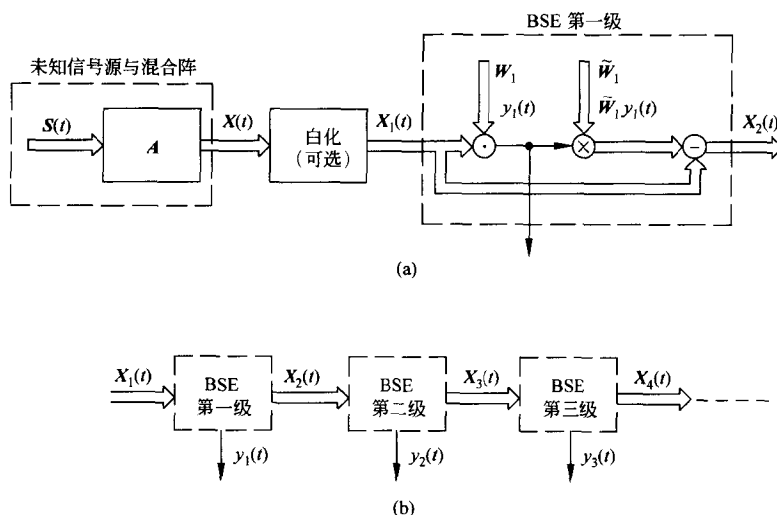 BSE 第一级
未知信号源与混合阵
W₁
W̃₁
S(t)
A
X(t)
白化
(可选)
X₁(t)
y₁(t)
W̃₁y₁(t)
X₂(t)
·
×
−
(a)
X₁(t)
BSE
第一级
X₂(t)
BSE
第二级
X₃(t)
BSE
第三级
X₄(t)
y₁(t)
y₂(t)
y₃(t)
(b)